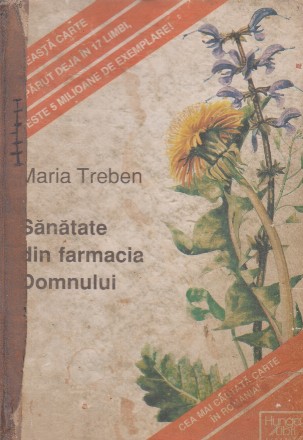 EASTĂ CARTE
PĂRUT DEJA ÎN 17 LIMBI,
ESTE 5 MILIOANE DE EXEMPLARE!
Maria Treben
Sănătate
din farmacia
Domnului
CEA MAI CĂUTATĂ CARTE
ÎN ROMÂNIA!